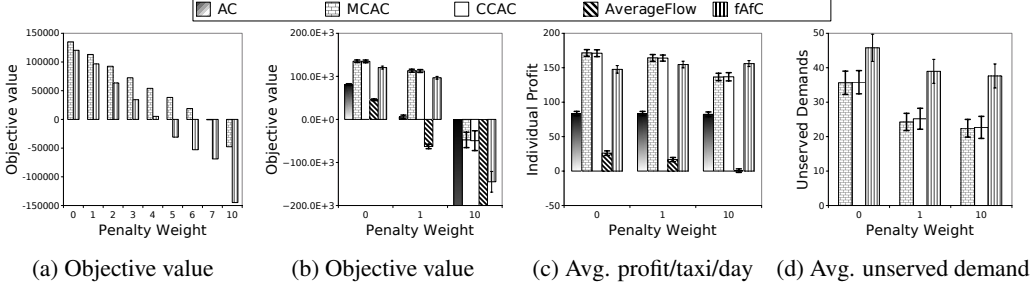 AC MCAC CCAC AverageFlow fAfC
Objective value
150000
100000
50000
0
-50000
-100000
-150000
0 1 2 3 4 5 6 7 10
Penalty Weight
(a) Objective value
Objective value
200.0E+3
100.0E+3
000.0E+0
-100.0E+3
-200.0E+3
0 1 10
Penalty Weight
(b) Objective value
Individual Profit
200
150
100
50
0
-50
0 1 10
Penalty Weight
(c) Avg. profit/taxi/day
Unserved Demands
50
40
30
20
10
0
0 1 10
Penalty Weight
(d) Avg. unserved demand